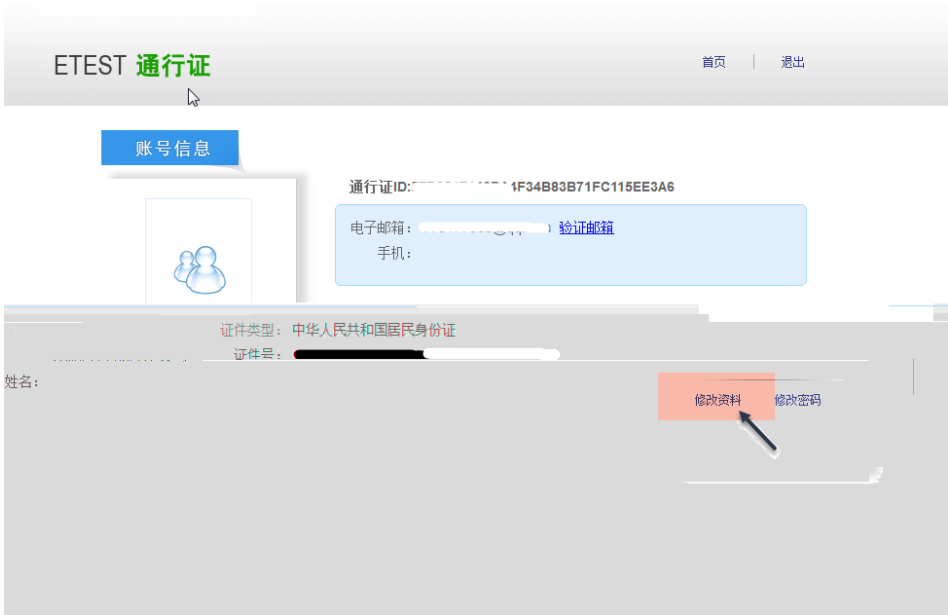 ETEST 通行证
首页
退出
账号信息
通行证ID: 4F34B83B71FC115EE3A6
电子邮箱： 验证邮箱
手机：
证件类型： 中华人民共和国居民身份证
证件号：
姓名：
修改资料
修改密码